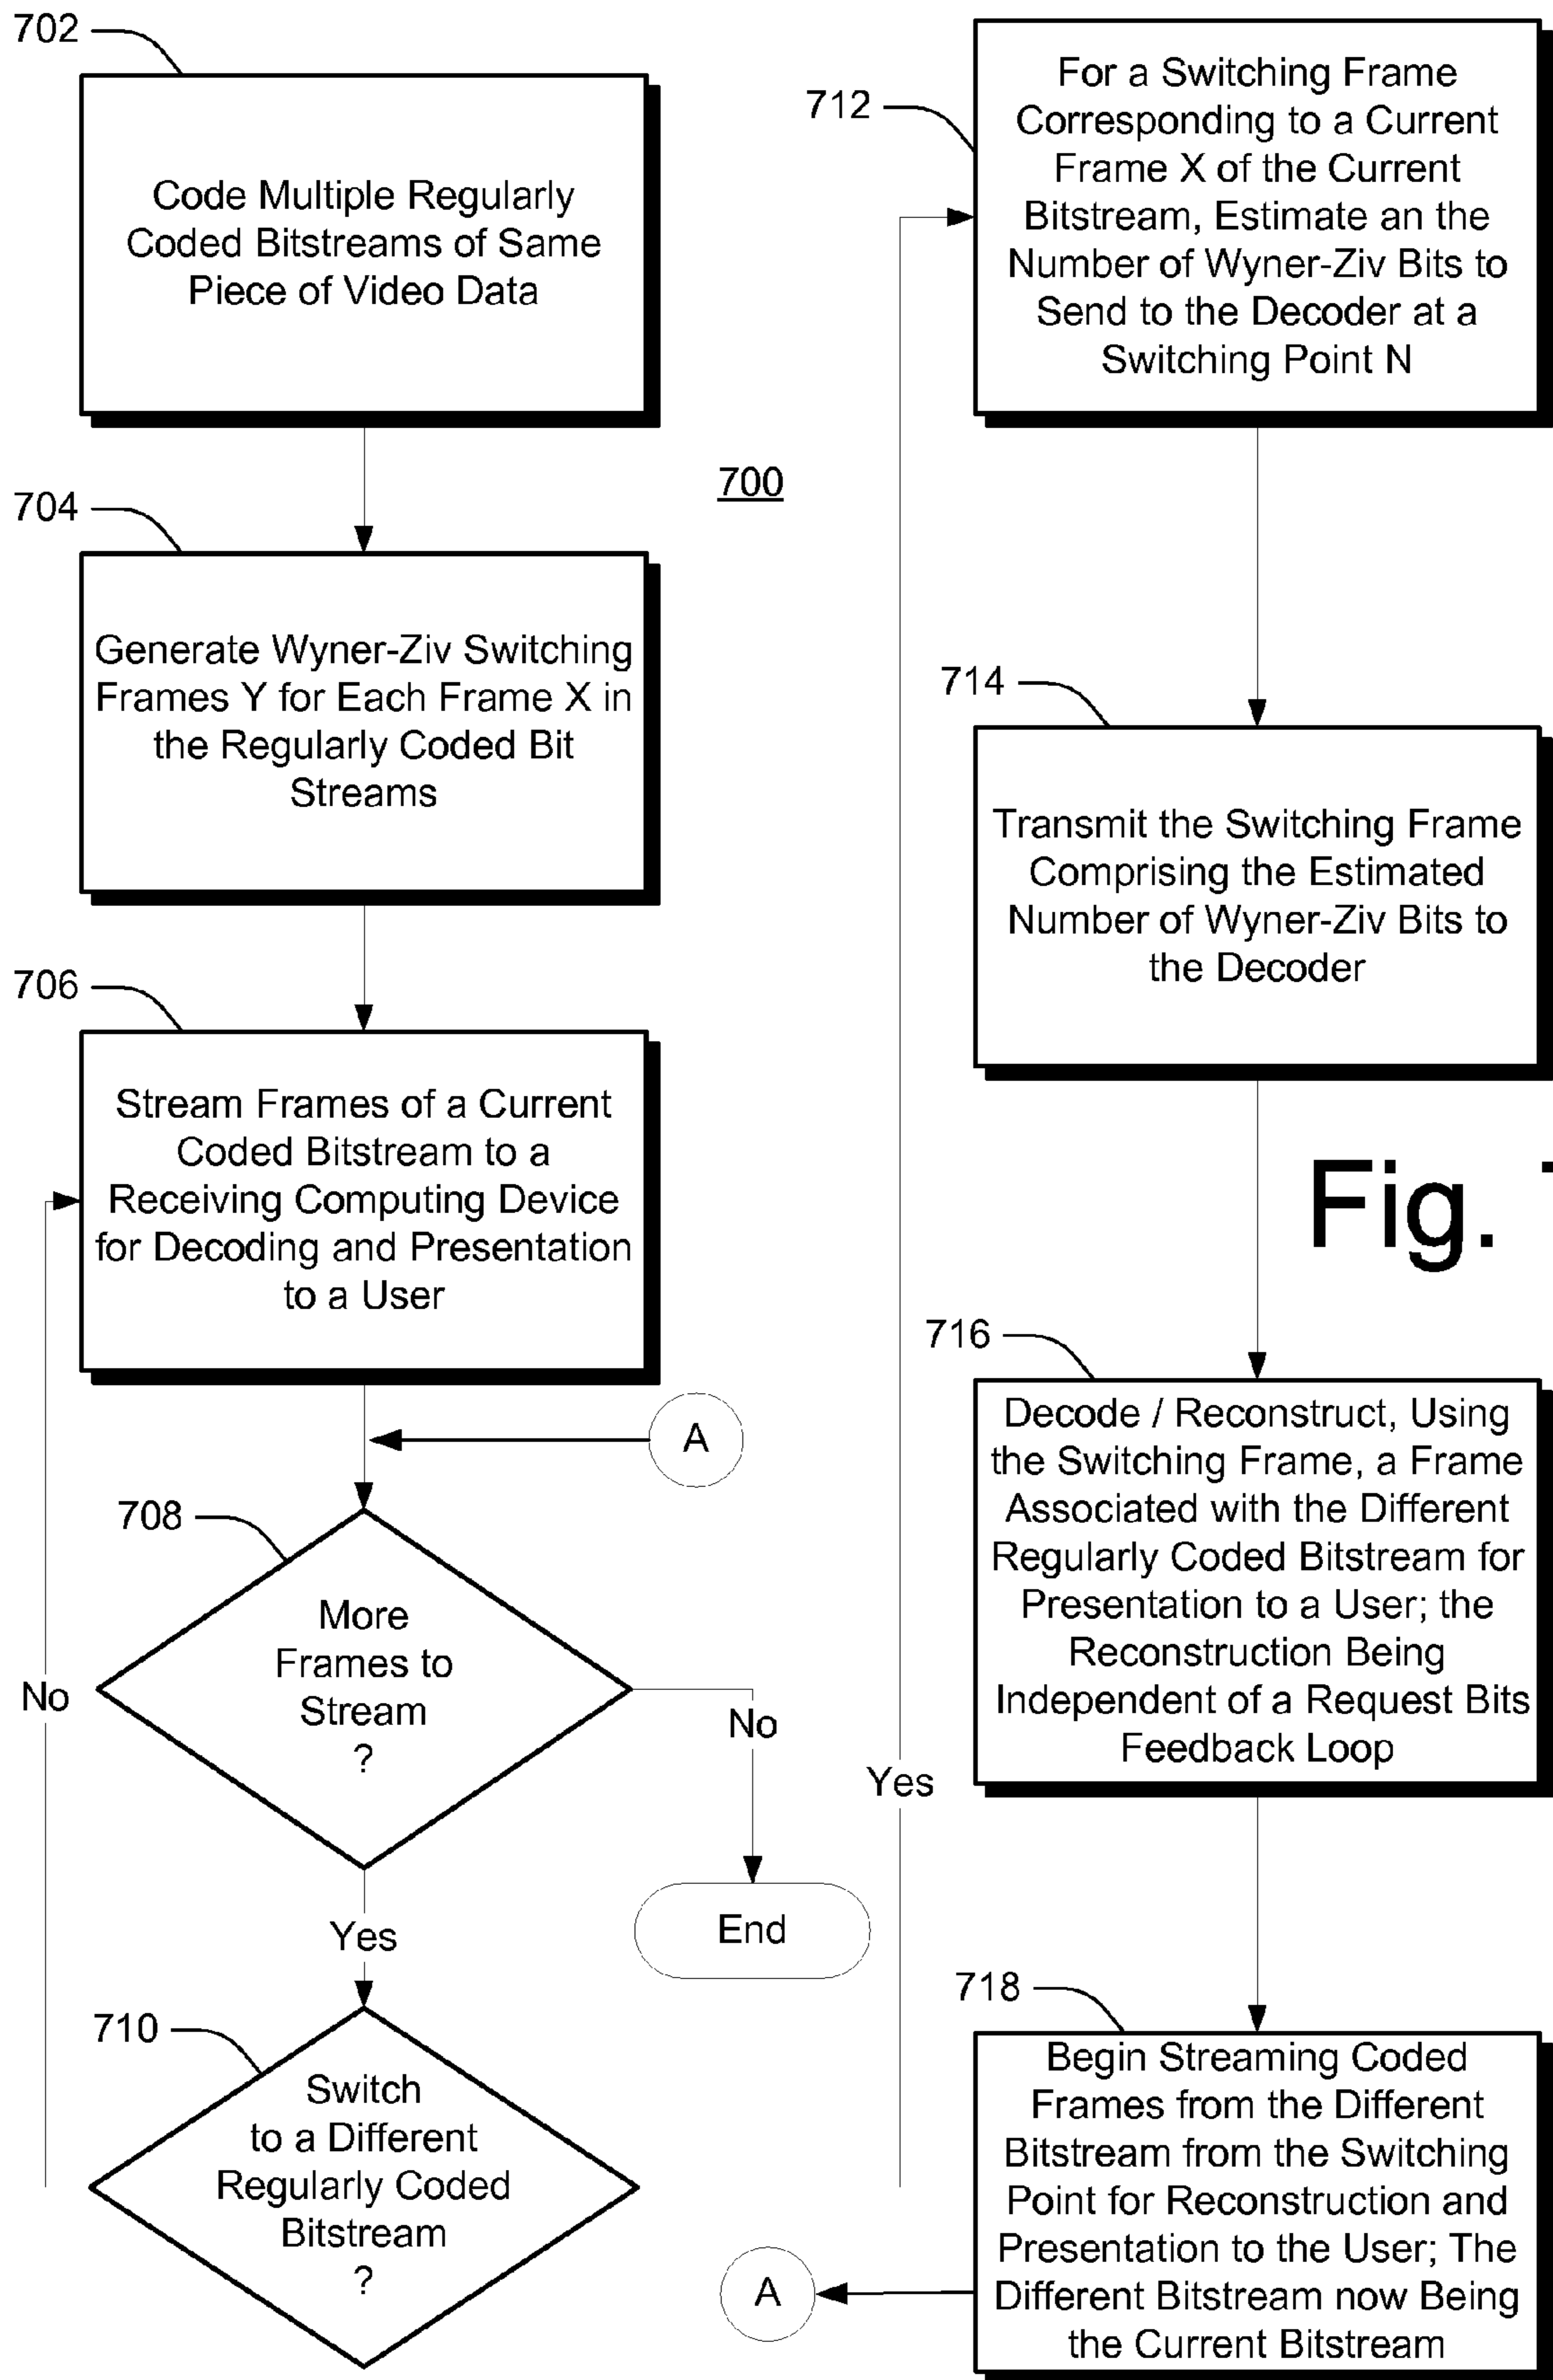 702
Code Multiple Regularly
Coded Bitstreams of Same
Piece of Video Data
700
704
Generate Wyner-Ziv Switching
Frames Y for Each Frame X in
the Regularly Coded Bit
Streams
706
Stream Frames of a Current
Coded Bitstream to a
Receiving Computing Device
for Decoding and Presentation
to a User
A
708
More
Frames to
Stream
?
No
No
End
Yes
710
Switch
to a Different
Regularly Coded
Bitstream
?
Yes
712
For a Switching Frame
Corresponding to a Current
Frame X of the Current
Bitstream, Estimate an the
Number of Wyner-Ziv Bits to
Send to the Decoder at a
Switching Point N
714
Transmit the Switching Frame
Comprising the Estimated
Number of Wyner-Ziv Bits to
the Decoder
Fig.
716
Decode / Reconstruct, Using
the Switching Frame, a Frame
Associated with the Different
Regularly Coded Bitstream for
Presentation to a User; the
Reconstruction Being
Independent of a Request Bits
Feedback Loop
718
Begin Streaming Coded
Frames from the Different
Bitstream from the Switching
Point for Reconstruction and
Presentation to the User; The
Different Bitstream now Being
the Current Bitstream
A